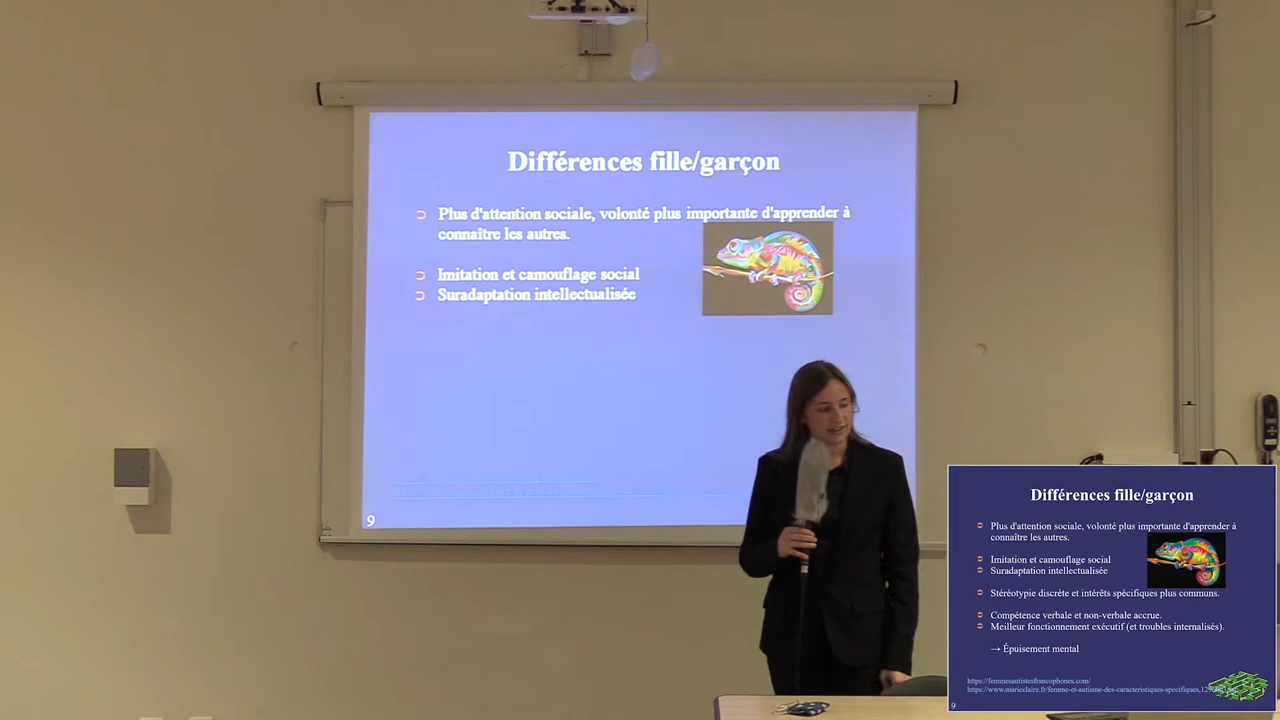 Différences fille/garçon
Plus d'attention sociale, volonté plus importante d'apprender à
connaître les autres.
Imitation et camouflage social
Suradaptation intellectualisée
9
Différences fille/garçon
Plus d'attention sociale, volonté plus importante d'apprender à
connaître les autres.
Imitation et camouflage social
Suradaptation intellectualisée
Stéréotypie discrète et intérêts spécifiques plus communs.
Compétence verbale et non-verbale accrue.
Meilleur fonctionnement exécutif (et troubles internalisés).
→ Épuisement mental
https://femmesautistesfrancophones.com/
https://www.marieclaire.fr/femme-et-autisme-des-caracteristiques-specifiques,
9